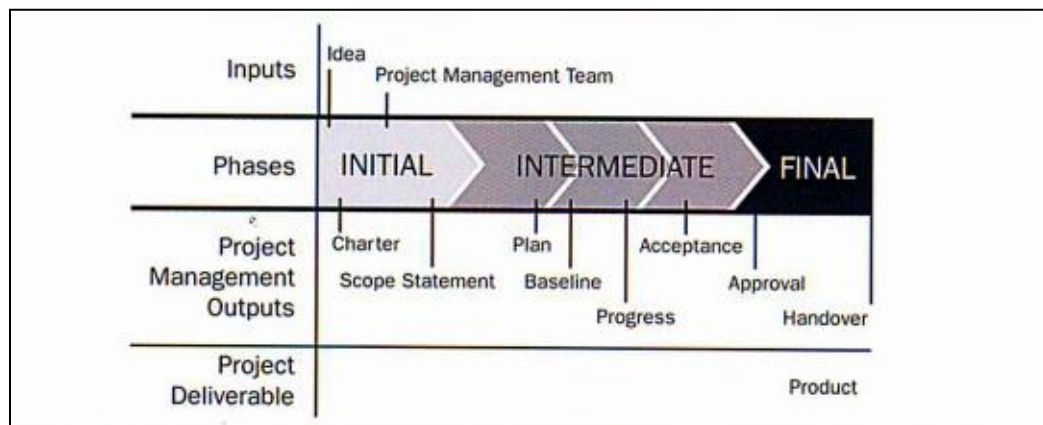 Inputs
Idea
Project Management Team
Phases
INITIAL
INTERMEDIATE
FINAL
Project
Management
Outputs
Charter
Scope Statement
Plan
Baseline
Progress
Acceptance
Approval
Handover
Project
Deliverable
Product